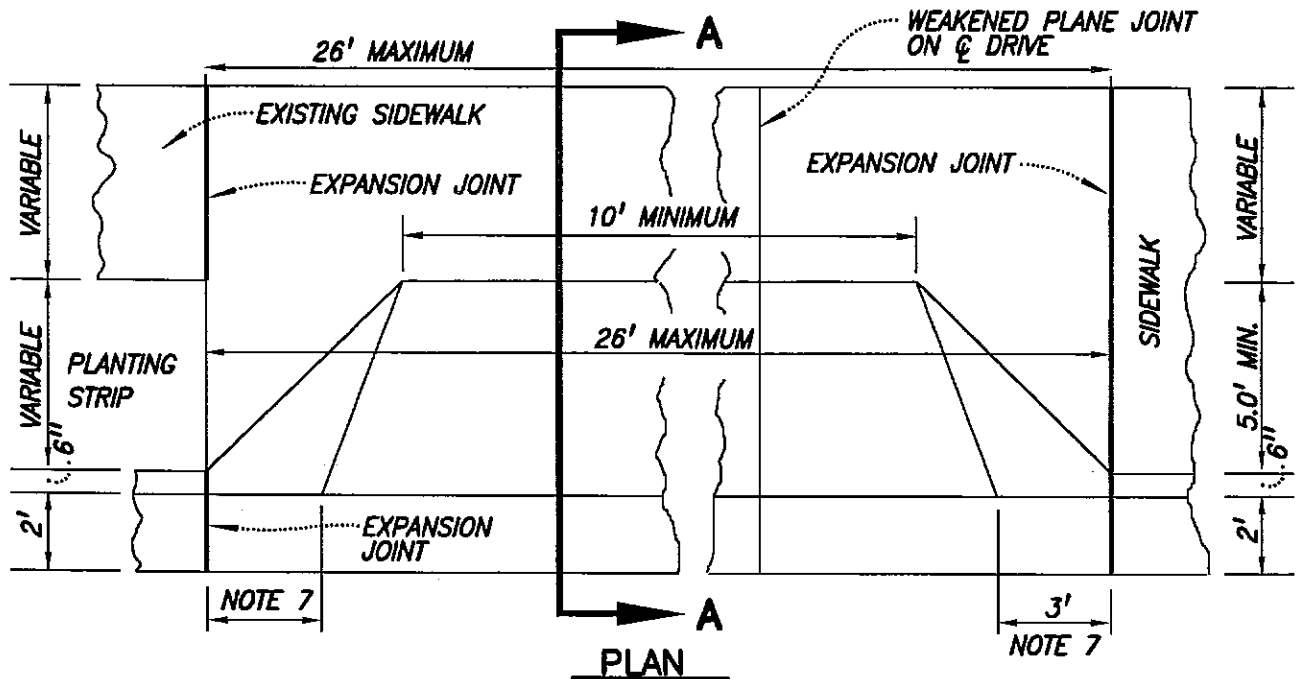 A
WEAKENED PLANE JOINT
ON ℄ DRIVE
26' MAXIMUM
VARIABLE
EXISTING SIDEWALK
EXPANSION JOINT
EXPANSION JOINT
VARIABLE
10' MINIMUM
SIDEWALK
26' MAXIMUM
VARIABLE
PLANTING
STRIP
5.0' MIN.
6"
6"
2'
EXPANSION
JOINT
2'
NOTE 7
A
3'
NOTE 7
PLAN